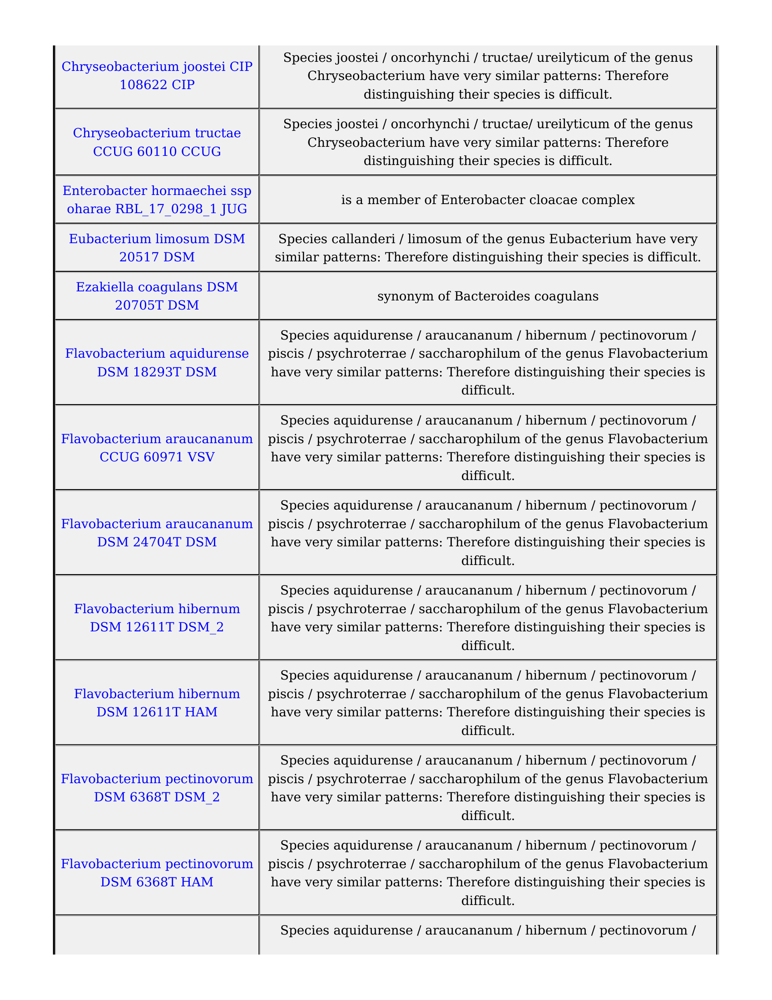 Chryseobacterium joostei CIP
108622 CIP
Species joostei / oncorhynchi / tructae/ ureilyticum of the genus
Chryseobacterium have very similar patterns: Therefore
distinguishing their species is difficult.
Chryseobacterium tructae
CCUG 60110 CCUG
Species joostei / oncorhynchi / tructae/ ureilyticum of the genus
Chryseobacterium have very similar patterns: Therefore
distinguishing their species is difficult.
Enterobacter hormaechei ssp
oharae RBL_17_0298_1 JUG
is a member of Enterobacter cloacae complex
Eubacterium limosum DSM
20517 DSM
Species callanderi / limosum of the genus Eubacterium have very
similar patterns: Therefore distinguishing their species is difficult.
Ezakiella coagulans DSM
20705T DSM
synonym of Bacteroides coagulans
Flavobacterium aquidurense
DSM 18293T DSM
Species aquidurense / araucananum / hibernum / pectinovorum /
piscis / psychroterrae / saccharophilum of the genus Flavobacterium
have very similar patterns: Therefore distinguishing their species is
difficult.
Flavobacterium araucananum
CCUG 60971 VSV
Species aquidurense / araucananum / hibernum / pectinovorum /
piscis / psychroterrae / saccharophilum of the genus Flavobacterium
have very similar patterns: Therefore distinguishing their species is
difficult.
Flavobacterium araucananum
DSM 24704T DSM
Species aquidurense / araucananum / hibernum / pectinovorum /
piscis / psychroterrae / saccharophilum of the genus Flavobacterium
have very similar patterns: Therefore distinguishing their species is
difficult.
Flavobacterium hibernum
DSM 12611T DSM_2
Species aquidurense / araucananum / hibernum / pectinovorum /
piscis / psychroterrae / saccharophilum of the genus Flavobacterium
have very similar patterns: Therefore distinguishing their species is
difficult.
Flavobacterium hibernum
DSM 12611T HAM
Species aquidurense / araucananum / hibernum / pectinovorum /
piscis / psychroterrae / saccharophilum of the genus Flavobacterium
have very similar patterns: Therefore distinguishing their species is
difficult.
Flavobacterium pectinovorum
DSM 6368T DSM_2
Species aquidurense / araucananum / hibernum / pectinovorum /
piscis / psychroterrae / saccharophilum of the genus Flavobacterium
have very similar patterns: Therefore distinguishing their species is
difficult.
Flavobacterium pectinovorum
DSM 6368T HAM
Species aquidurense / araucananum / hibernum / pectinovorum /
piscis / psychroterrae / saccharophilum of the genus Flavobacterium
have very similar patterns: Therefore distinguishing their species is
difficult.
Species aquidurense / araucananum / hibernum / pectinovorum /